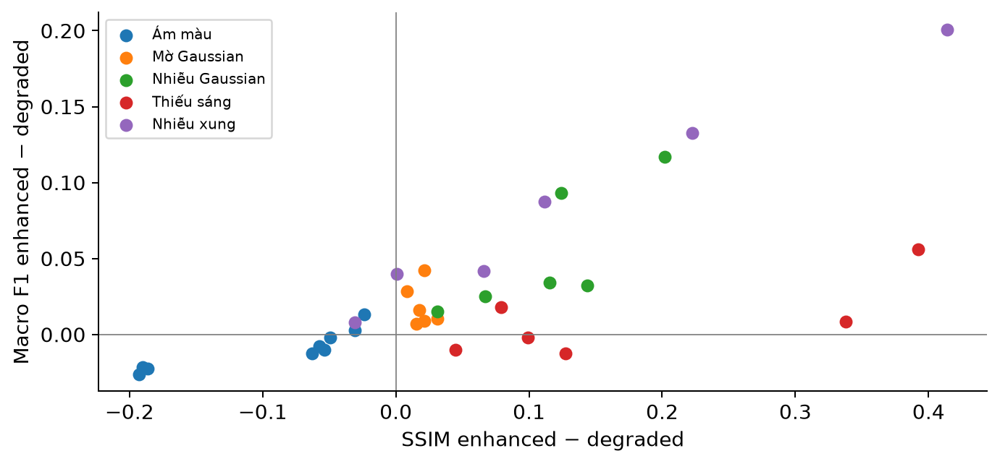 Macro F1 enhanced − degraded
0.20
0.15
0.10
0.05
0.00
Ám màu
Mờ Gaussian
Nhiễu Gaussian
Thiếu sáng
Nhiễu xung
−0.2
−0.1
0.0
0.1
0.2
0.3
0.4
SSIM enhanced − degraded